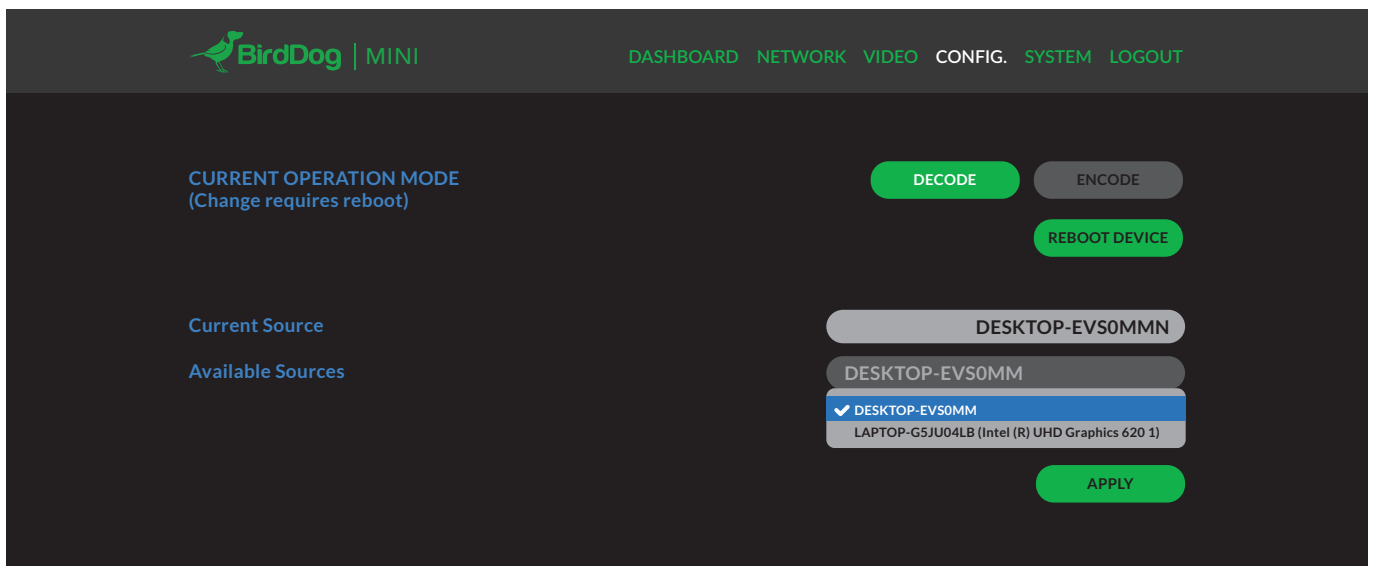 BirdDog | MINI
DASHBOARD NETWORK VIDEO CONFIG. SYSTEM LOGOUT
CURRENT OPERATION MODE
(Change requires reboot)
DECODE ENCODE
REBOOT DEVICE
Current Source
DESKTOP-EVS0MMN
Available Sources
DESKTOP-EVS0MM
DESKTOP-EVS0MM
LAPTOP-G5JU04LB (Intel (R) UHD Graphics 620 1)
APPLY